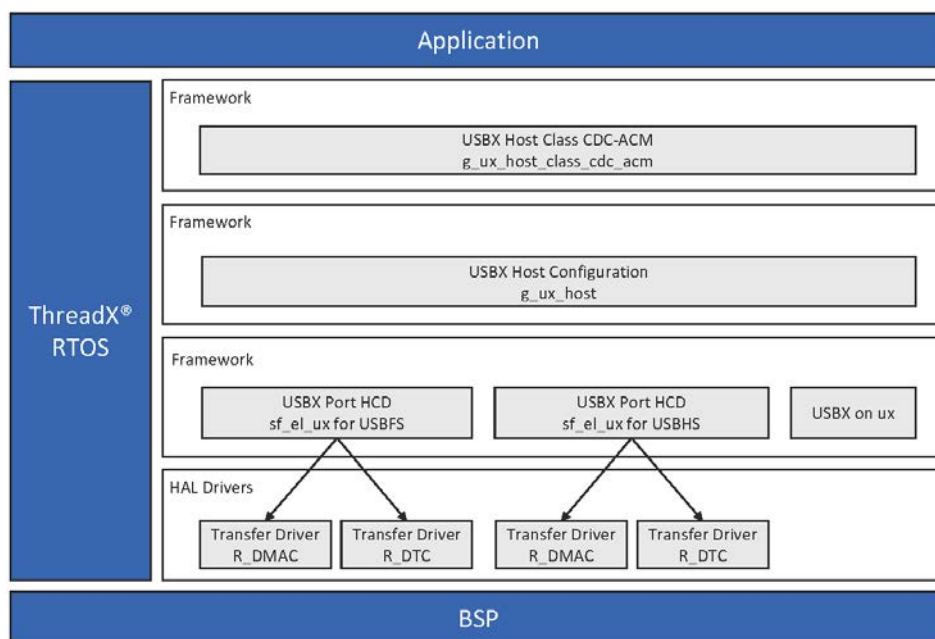 Application
ThreadX®
RTOS
Framework
USBX Host Class CDC-ACM
g_ux_host_class_cdc_acm
Framework
USBX Host Configuration
g_ux_host
Framework
USBX Port HCD
sf_el_ux for USBFS
USBX Port HCD
sf_el_ux for USBHS
USBX on ux
HAL Drivers
Transfer Driver
R_DMAC
Transfer Driver
R_DTC
Transfer Driver
R_DMAC
Transfer Driver
R_DTC
BSP